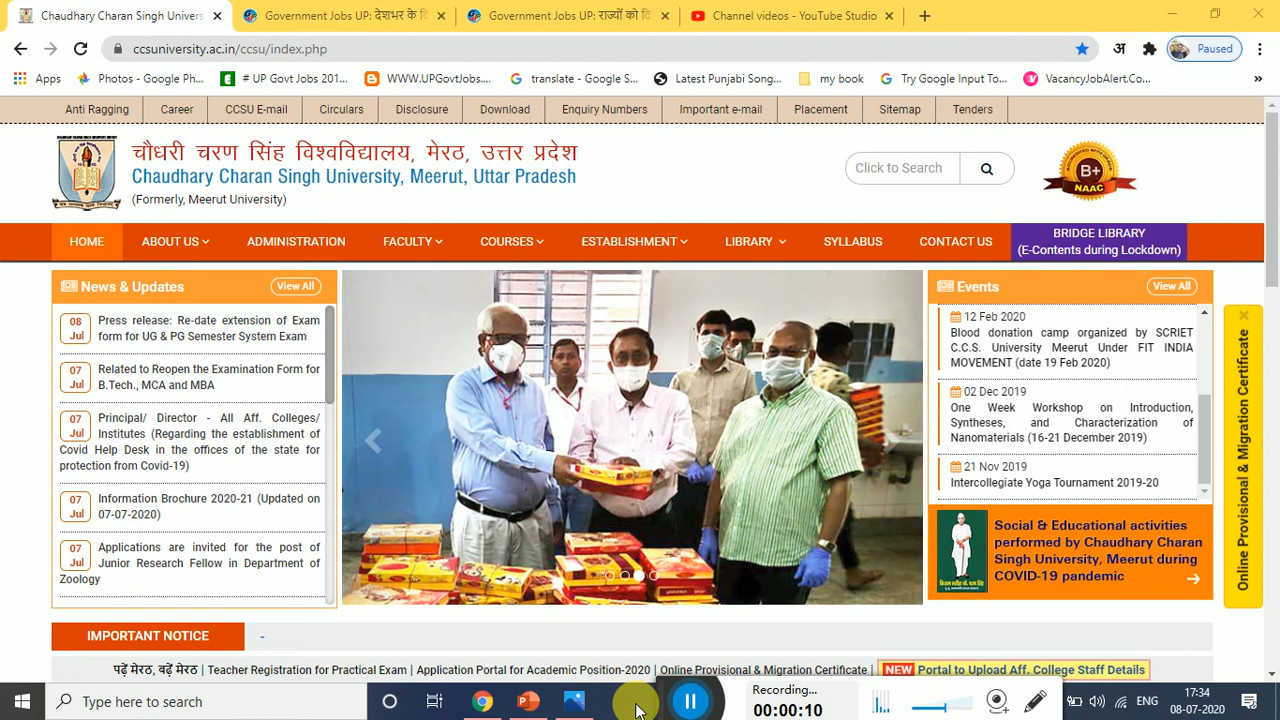 Chaudhary Charan Singh Univers
Government Jobs UP: देशभर के वि
Government Jobs UP: राज्यों को वि
Channel videos - YouTube Studio
ccsuniversity.ac.in/ccsu/index.php
अ
Paused
Apps
Photos - Google Ph...
# UP Govt Jobs 201...
WWW.UPGovtJobs....
translate - Google S...
Latest Punjabi Song...
my book
Try Google Input To...
VacancyJobAlert.Co...
Anti Ragging
Career
CCSU E-mail
Circulars
Disclosure
Download
Enquiry Numbers
Important e-mail
Placement
Sitemap
Tenders
चौधरी चरण सिंह विश्वविद्यालय, मेरठ, उत्तर प्रदेश
Chaudhary Charan Singh University, Meerut, Uttar Pradesh
(Formerly, Meerut University)
Click to Search
B+
NAAC
HOME
ABOUT US
ADMINISTRATION
FACULTY
COURSES
ESTABLISHMENT
LIBRARY
SYLLABUS
CONTACT US
BRIDGE LIBRARY
(E-Contents during Lockdown)
News & Updates
View All
08 Jul
Press release: Re-date extension of Exam
form for UG & PG Semester System Exam
07 Jul
Related to Reopen the Examination Form for
B.Tech., MCA and MBA
07 Jul
Principal/ Director - All Aff. Colleges/
Institutes (Regarding the establishment of
Covid Help Desk in the offices of the state for
protection from Covid-19)
07 Jul
Information Brochure 2020-21 (Updated on
07-07-2020)
07 Jul
Applications are invited for the post of
Junior Research Fellow in Department of
Zoology
Events
View All
12 Feb 2020
Blood donation camp organized by SCRIET
C.C.S. University Meerut Under FIT INDIA
MOVEMENT (date 19 Feb 2020)
02 Dec 2019
One Week Workshop on Introduction,
Syntheses, and Characterization of
Nanomaterials (16-21 December 2019)
21 Nov 2019
Intercollegiate Yoga Tournament 2019-20
Social & Educational activities
performed by Chaudhary Charan
Singh University, Meerut during
COVID-19 pandemic
Online Provisional & Migration Certificate
IMPORTANT NOTICE
-
पढ़ें मेरठ, बढ़ें मेरठ | Teacher Registration for Practical Exam | Application Portal for Academic Position-2020 | Online Provisional & Migration Certificate | NEW Portal to Upload Aff. College Staff Details
Type here to search
Recording...
00:00:10
ENG
17:34
08-07-2020